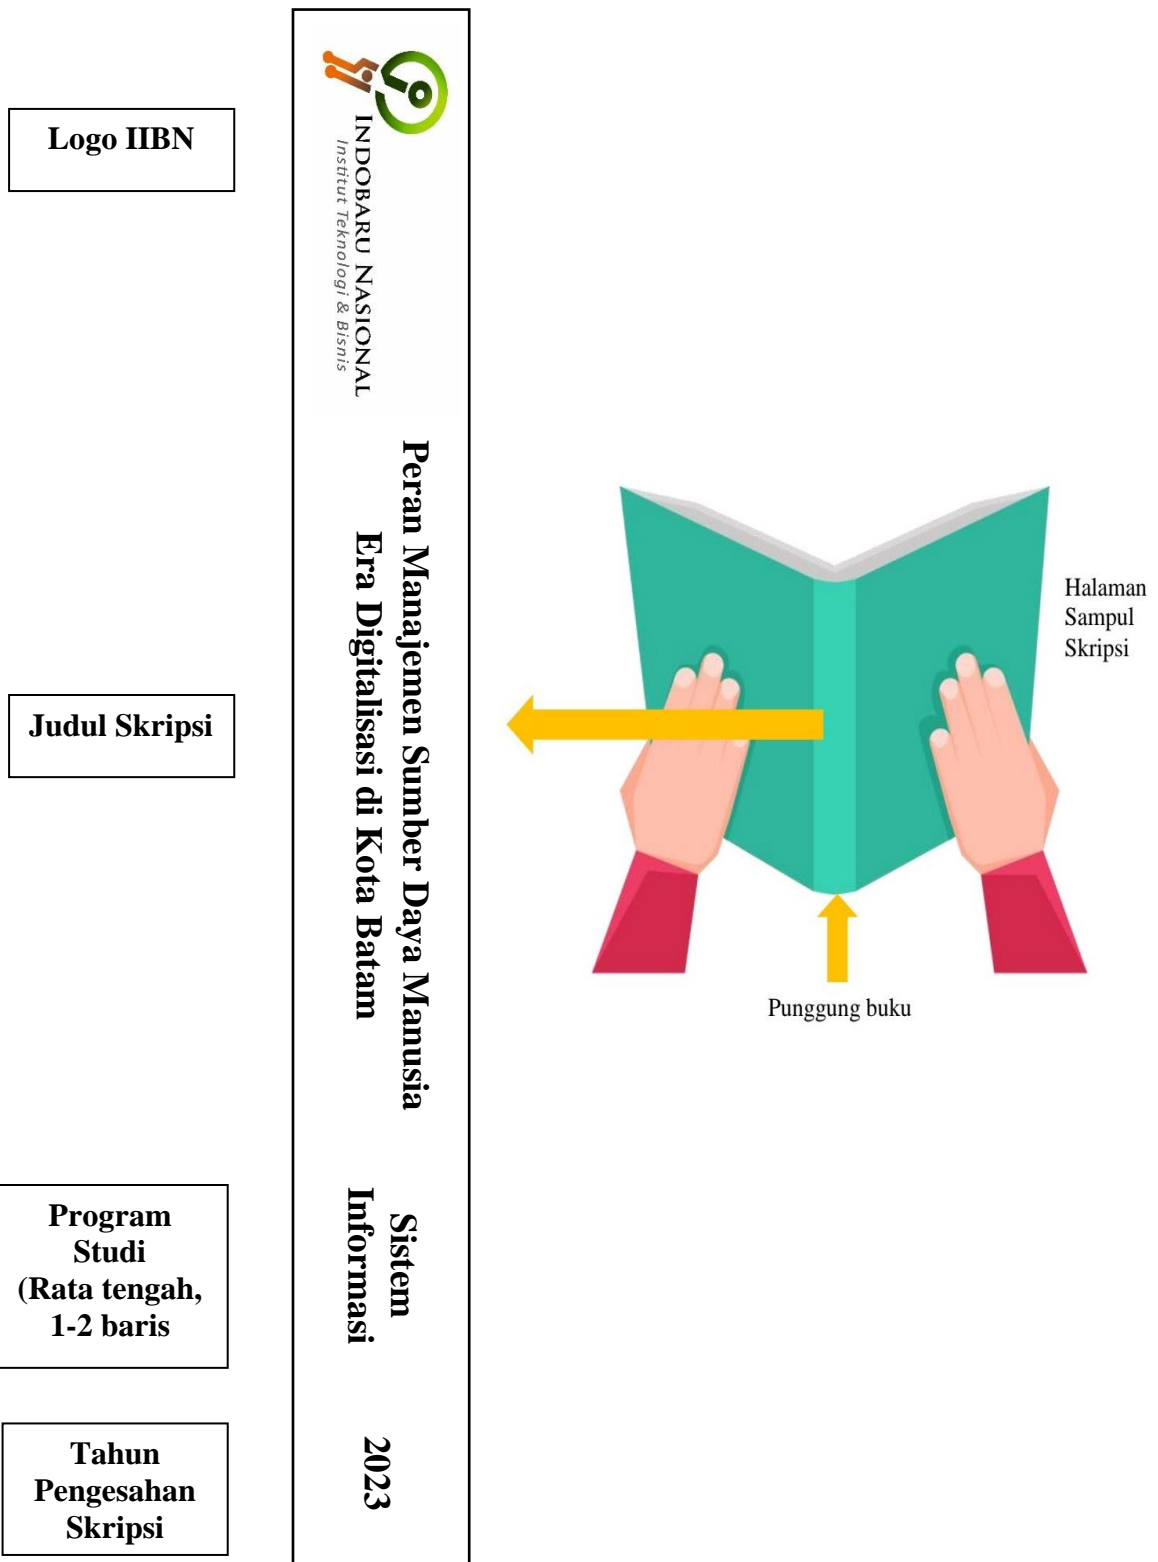 Logo IIBN
INDOBARU NASIONAL
Institut Teknologi & Bisnis
Peran Manajemen Sumber Daya Manusia
Era Digitalisasi di Kota Batam
Halaman
Sampul
Skripsi
Judul Skripsi
Punggung buku
Program
Studi
(Rata tengah,
1-2 baris
Sistem
Informasi
Tahun
Pengesahan
Skripsi
2023